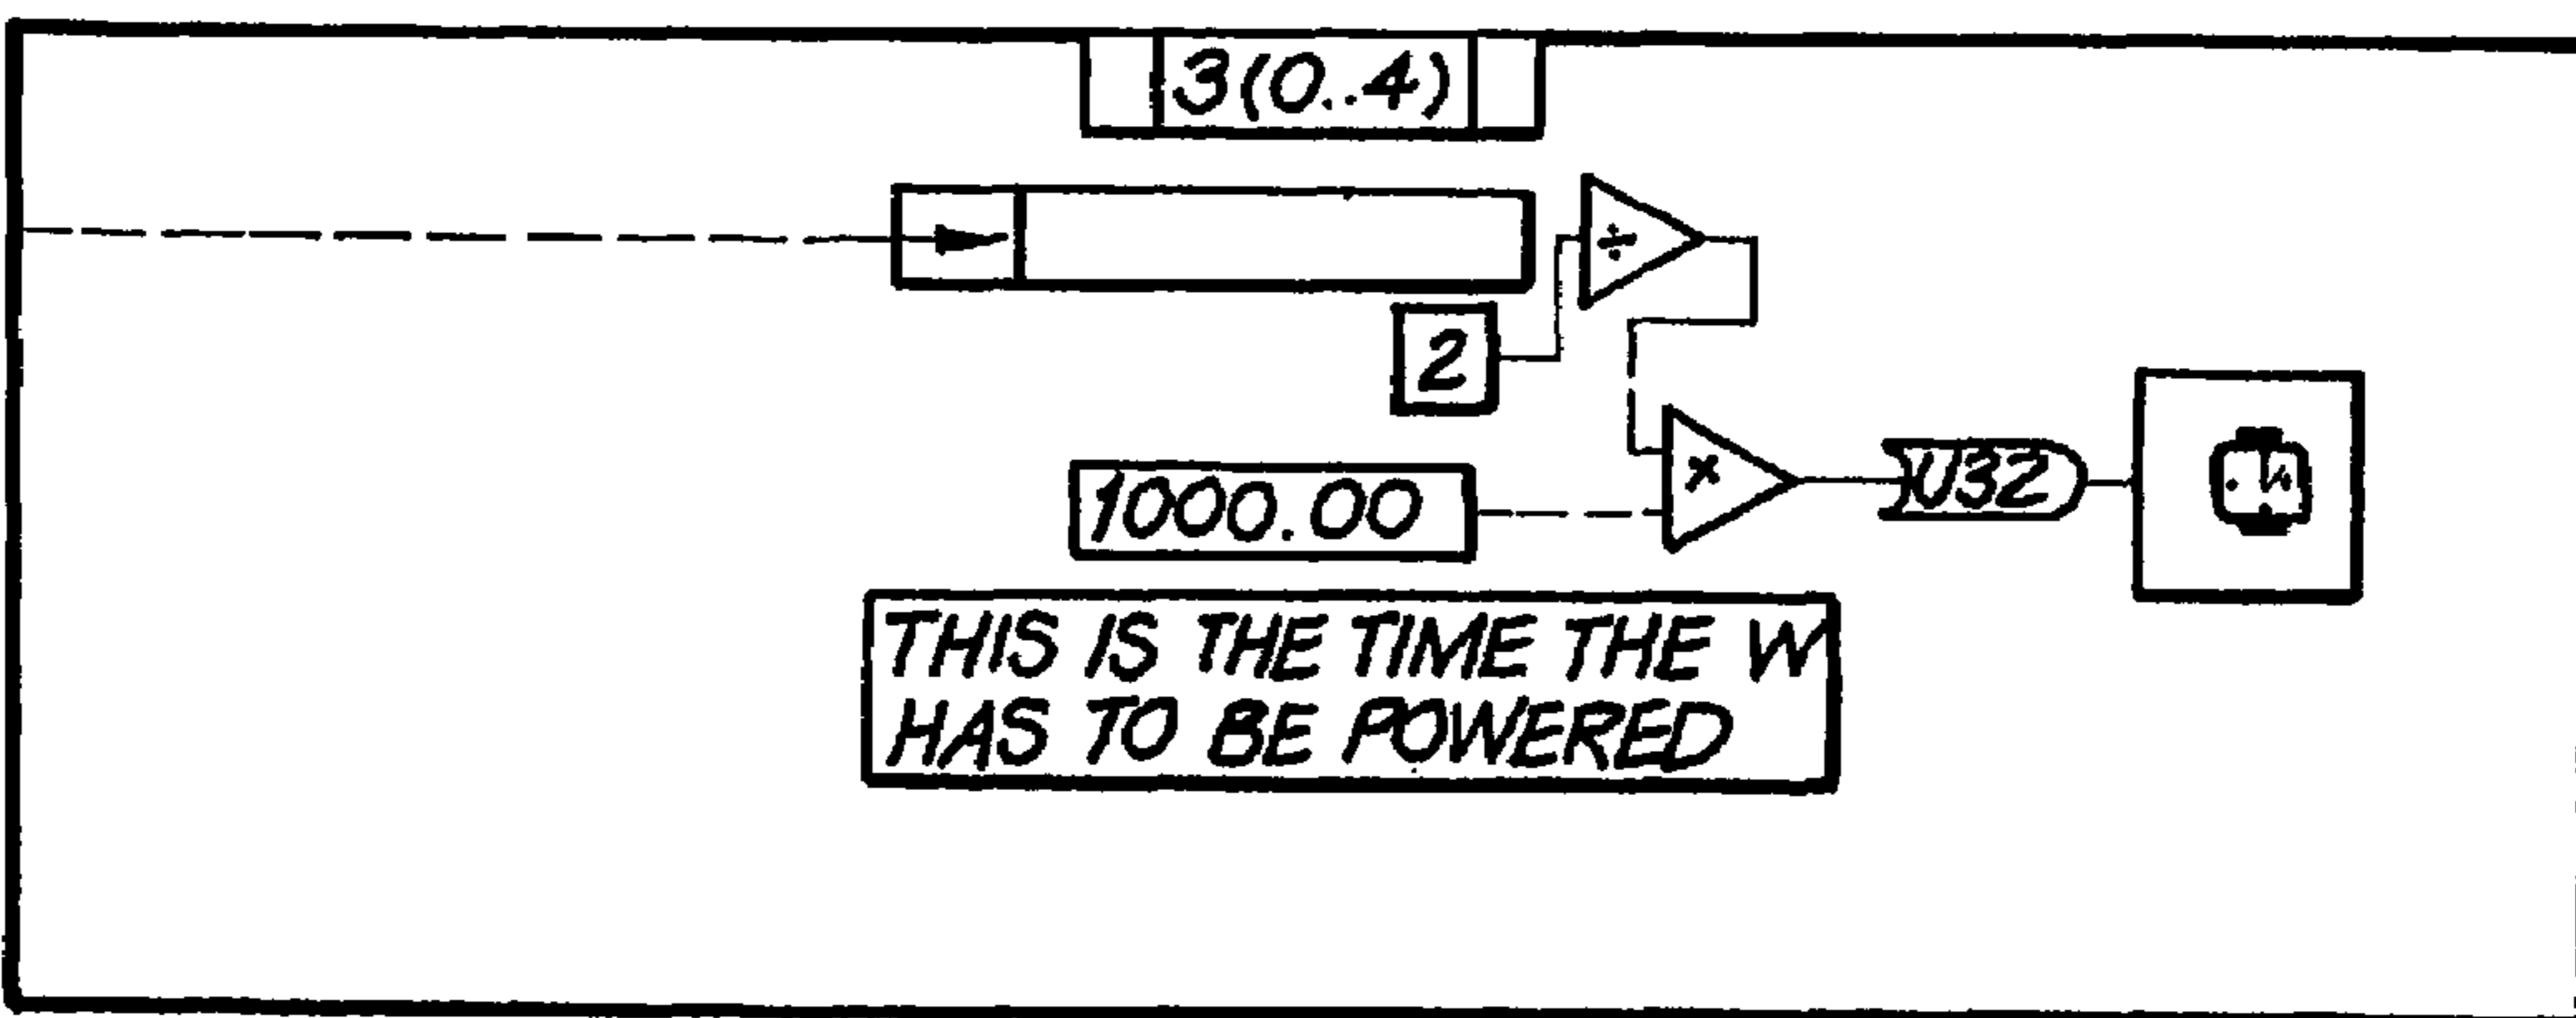 3(0..4)
÷
2
×
U32
1000.00
THIS IS THE TIME THE W
HAS TO BE POWERED